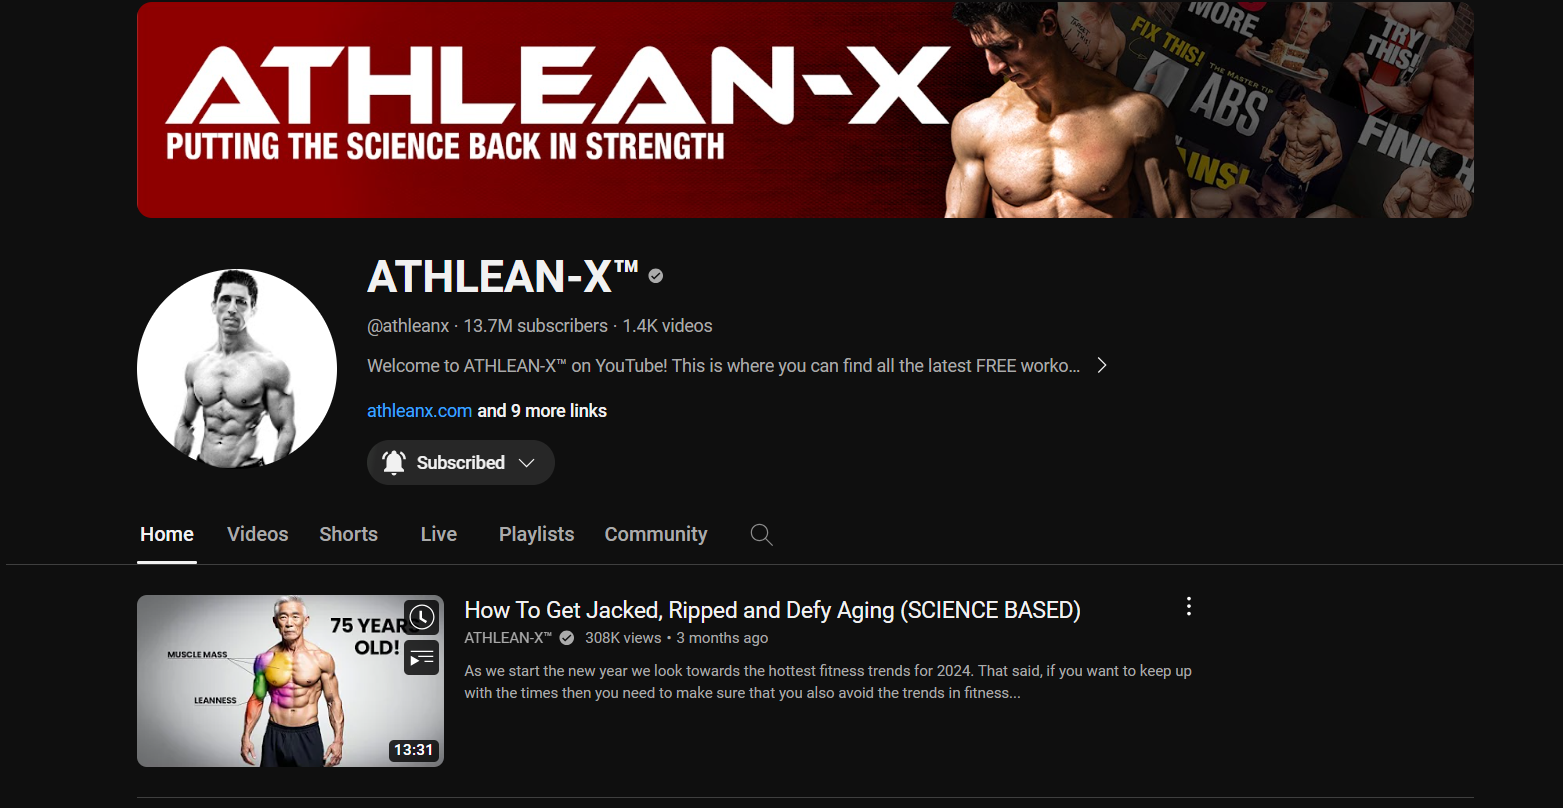 ATHLEAN-X
PUTTING THE SCIENCE BACK IN STRENGTH
MORE
FIX THIS!
TRY
THIS!
THE MASTER TIP
ABS
FINISH
AINS!
ATHLEAN-X™
@athleanx · 13.7M subscribers · 1.4K videos
Welcome to ATHLEAN-X™ on YouTube! This is where you can find all the latest FREE worko...
athleanx.com and 9 more links
Subscribed
Home Videos Shorts Live Playlists Community
75 YEARS
OLD!
MUSCLE MASS
LEANNESS
13:31
How To Get Jacked, Ripped and Defy Aging (SCIENCE BASED)
ATHLEAN-X™ 308K views • 3 months ago
As we start the new year we look towards the hottest fitness trends for 2024. That said, if you want to keep up
with the times then you need to make sure that you also avoid the trends in fitness...